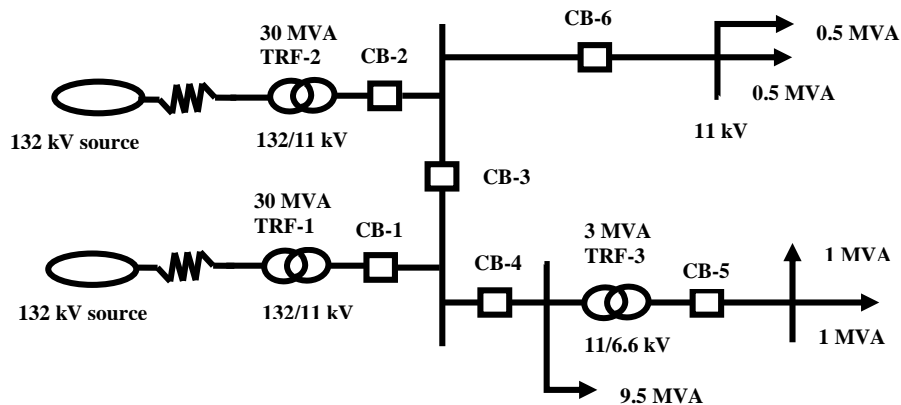 CB-6
30 MVA
TRF-2
CB-2
0.5 MVA
0.5 MVA
132 kV source
132/11 kV
11 kV
CB-3
30 MVA
TRF-1
CB-1
3 MVA
TRF-3
CB-4
CB-5
1 MVA
132 kV source
132/11 kV
11/6.6 kV
1 MVA
9.5 MVA